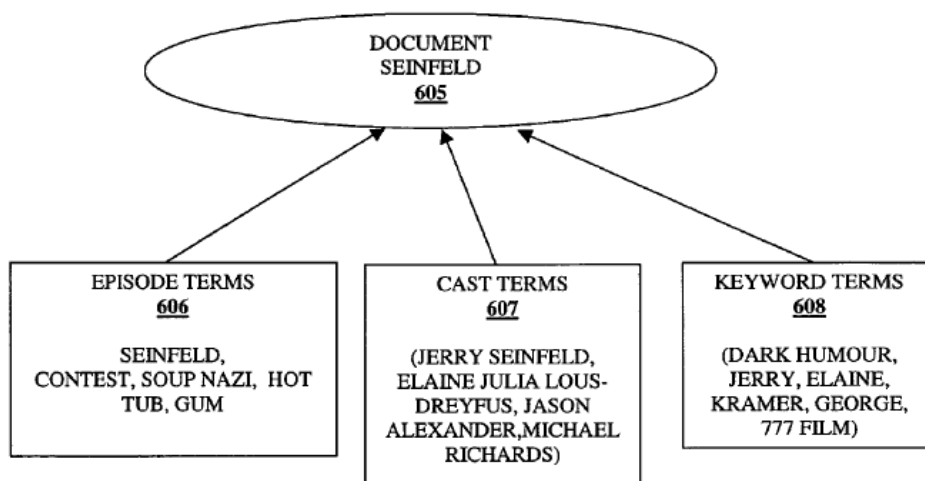 DOCUMENT
SEINFELD
605
EPISODE TERMS
606
SEINFELD,
CONTEST, SOUP NAZI, HOT
TUB, GUM
CAST TERMS
607
(JERRY SEINFELD,
ELAINE JULIA LOUS-
DREYFUS, JASON
ALEXANDER,MICHAEL
RICHARDS)
KEYWORD TERMS
608
(DARK HUMOUR,
JERRY, ELAINE,
KRAMER, GEORGE,
777 FILM)